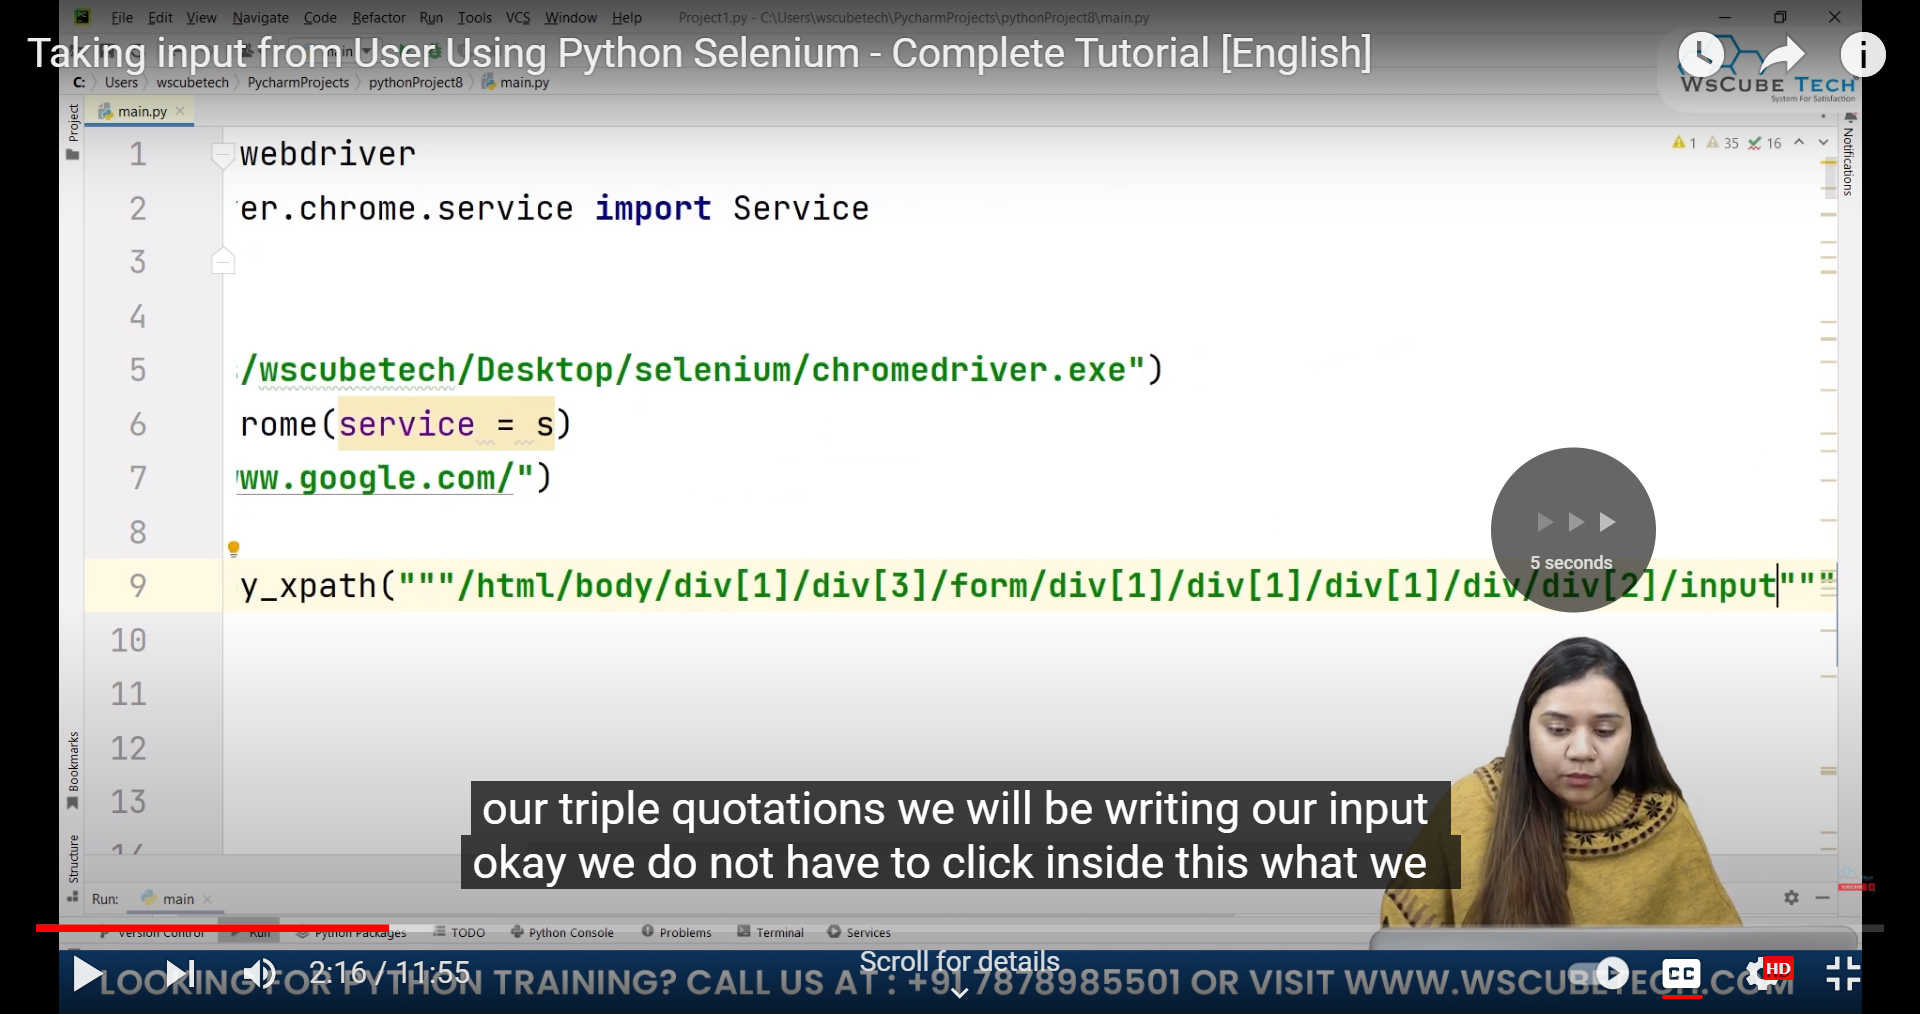 File Edit View Navigate Code Refactor Run Tools VCS Window Help Project1.py - C:\Users\wscubetech\PycharmProjects\pythonProject8\main.py
Taking input from User Using Python Selenium - Complete Tutorial [English]
C: Users wscubetech PycharmProjects pythonProject8 main.py
WSCUBE TECH
System For Satisfaction
main.py
Project
Notifications
1 35 16
1 webdriver
2 er.chrome.service import Service
3
4
5 /wscubetech/Desktop/selenium/chromedriver.exe")
6 rome(service = s)
7 ww.google.com/")
8
9 y_xpath("""/html/body/div[1]/div[3]/form/div[1]/div[1]/div[1]/div/div[2]/input"""
10
11
12
13
5 seconds
Bookmarks
Structure
our triple quotations we will be writing our input
okay we do not have to click inside this what we
Run: main
Version Control Run Python Packages TODO Python Console Problems Terminal Services
2:16 / 11:55
Scroll for details
CC HD
LOOKING FOR PYTHON TRAINING? CALL US AT : +91 7878985501 OR VISIT WWW.WSCUBETECH.COM